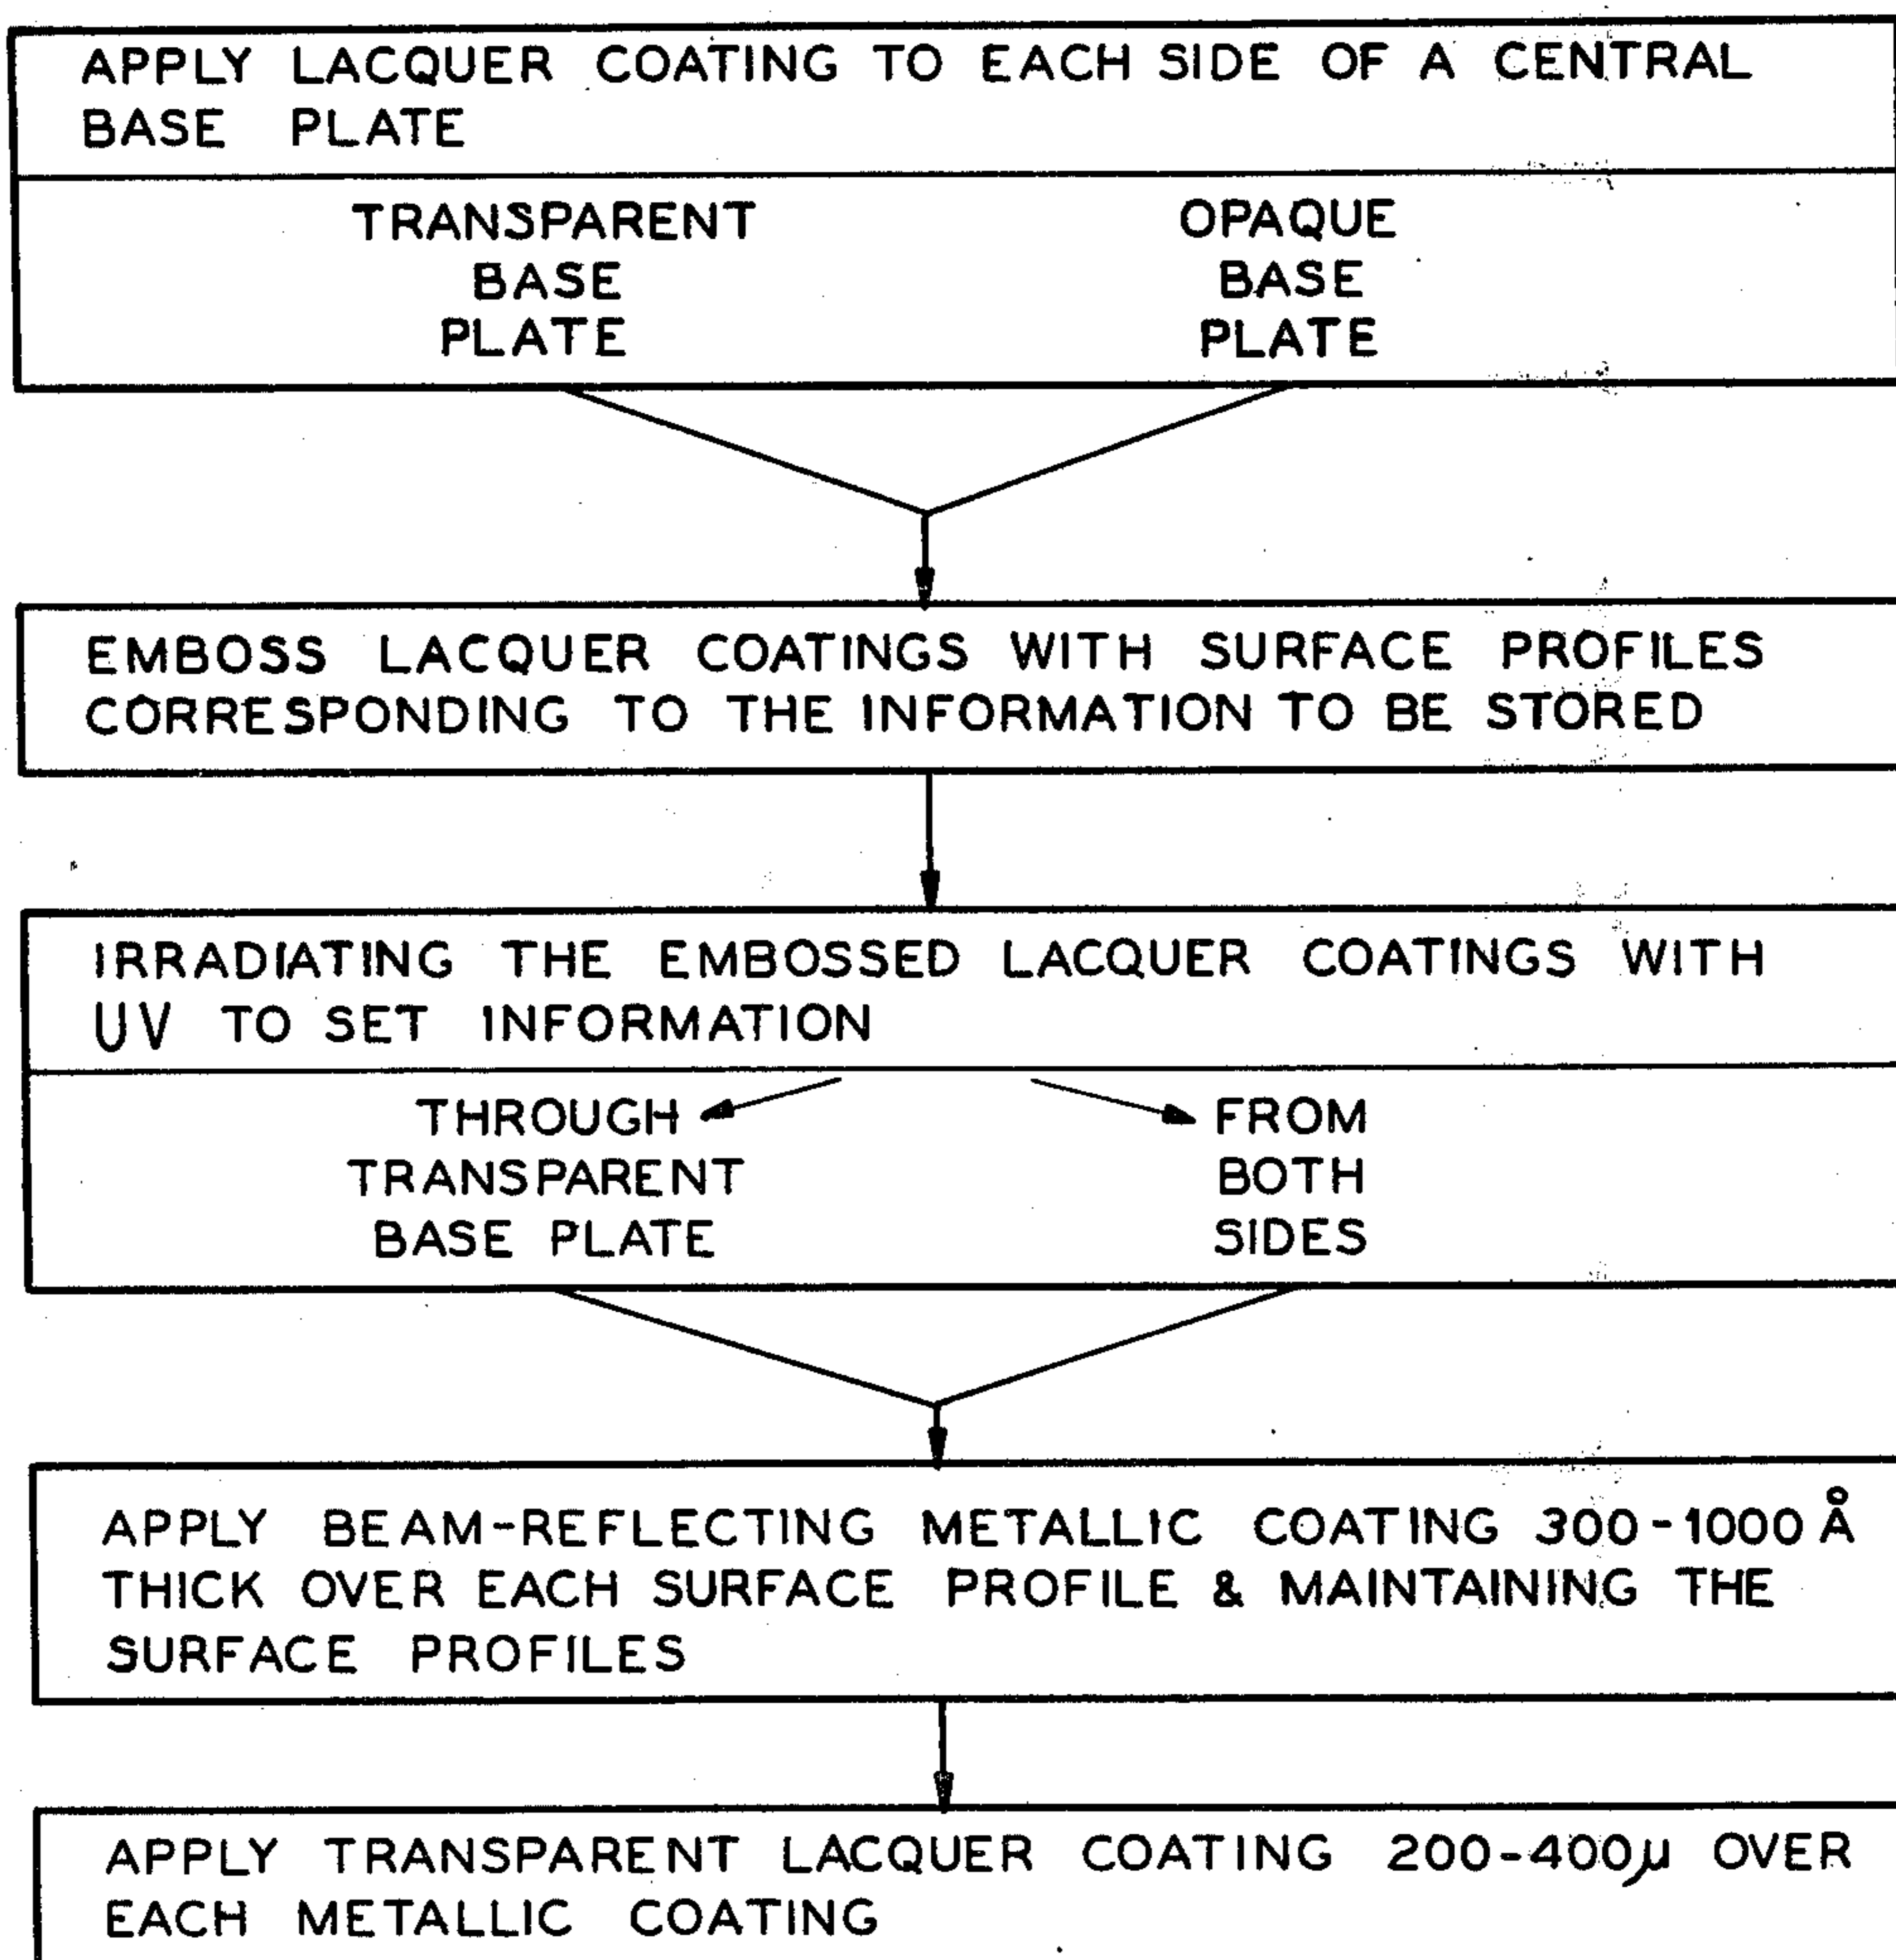 APPLY LACQUER COATING TO EACH SIDE OF A CENTRAL
BASE PLATE
TRANSPARENT
BASE
PLATE
OPAQUE
BASE
PLATE
EMBOSS LACQUER COATINGS WITH SURFACE PROFILES
CORRESPONDING TO THE INFORMATION TO BE STORED
IRRADIATING THE EMBOSSED LACQUER COATINGS WITH
UV TO SET INFORMATION
THROUGH
TRANSPARENT
BASE PLATE
FROM
BOTH
SIDES
APPLY BEAM-REFLECTING METALLIC COATING 300-1000 Å
THICK OVER EACH SURFACE PROFILE & MAINTAINING THE
SURFACE PROFILES
APPLY TRANSPARENT LACQUER COATING 200-400µ OVER
EACH METALLIC COATING